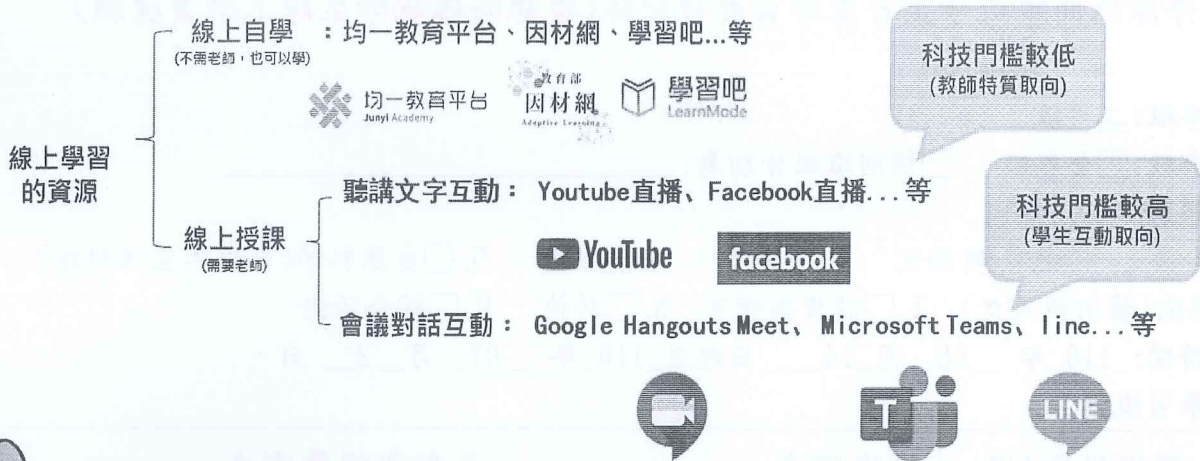 線上自學 : 均一教育平台、因材網、學習吧...等
(不需老師,也可以學)
均一教育平台
Junyi Academy
教育部
因材網
Adaptive Learning
學習吧
LearnMode
科技門檻較低
(教師特質取向)
線上學習
的資源
聽講文字互動: Youtube直播、Facebook直播...等
線上授課
(需要老師)
YouTube
facebook
科技門檻較高
(學生互動取向)
會議對話互動: Google Hangouts Meet、Microsoft Teams、line...等
T
LINE